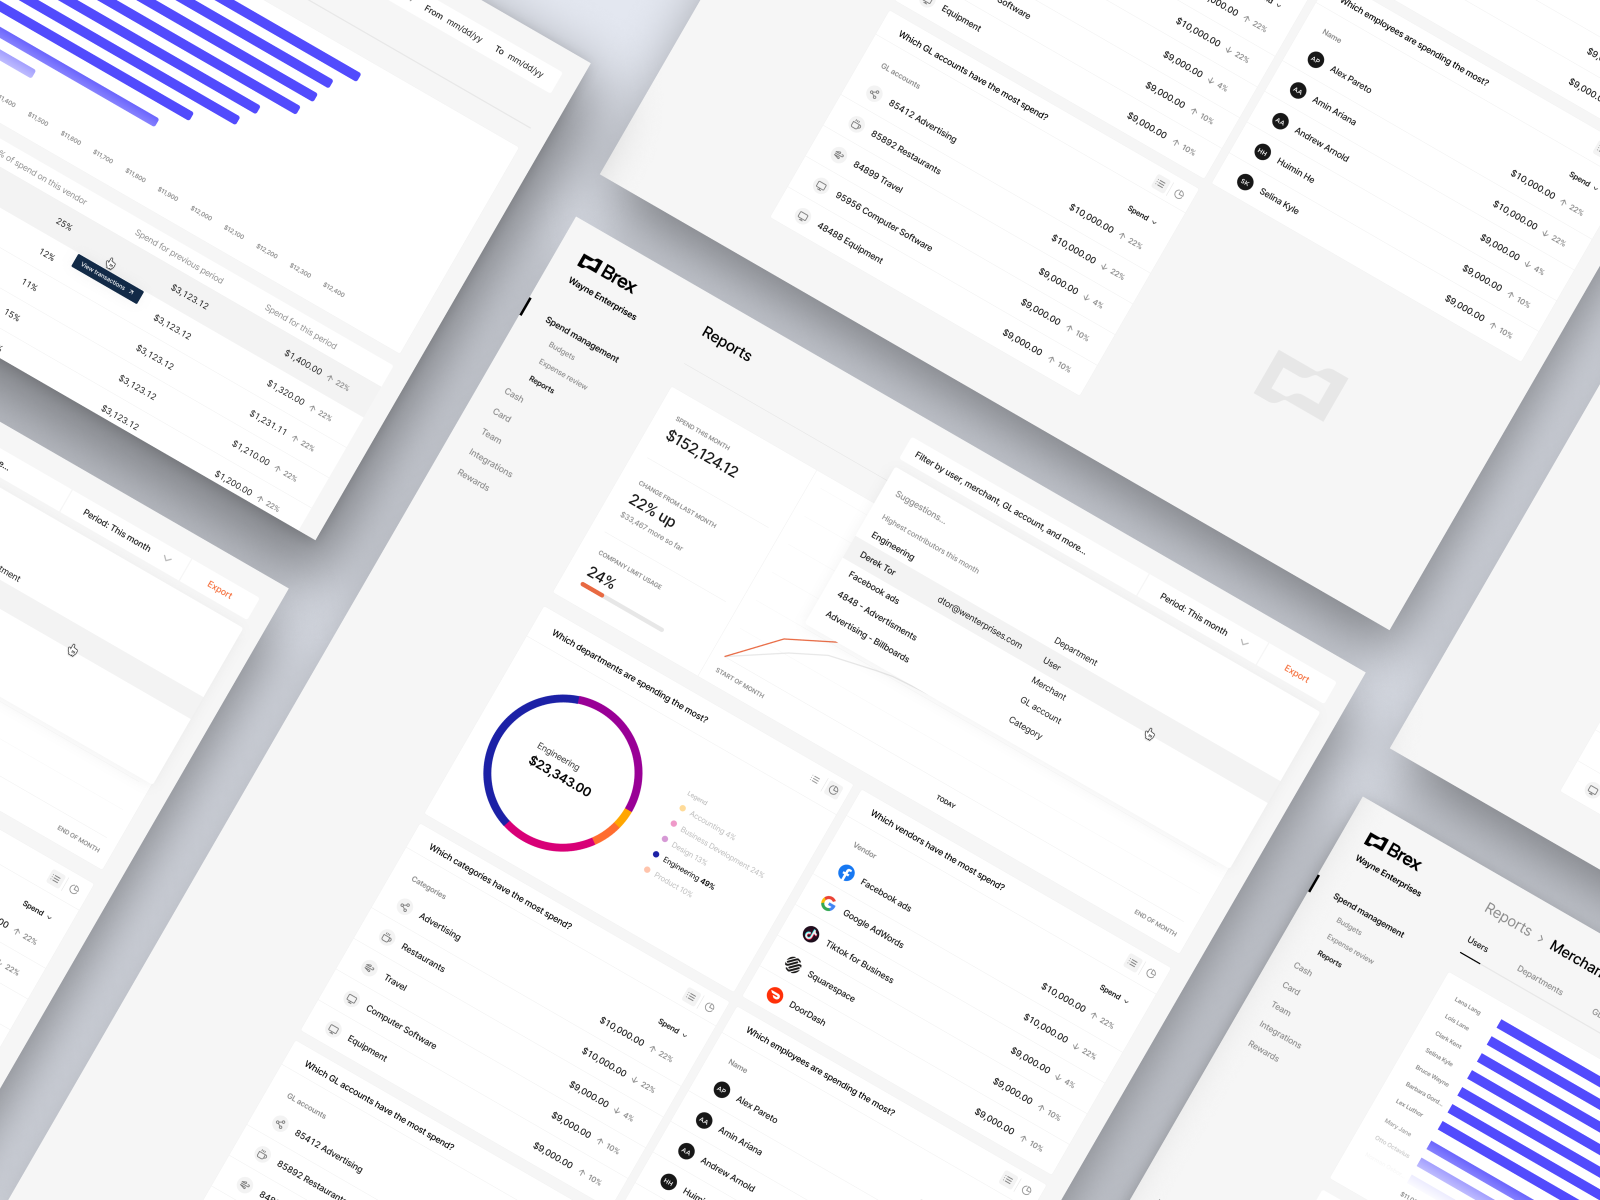 From mm/dd/yy To mm/dd/yy
$11,500
$11,600
$11,700
$11,800
$11,900
$12,000
$12,100
$12,200
$12,300
$12,400
% of spend on this vendor
Spend for previous period
Spend for this period
25%
$3,123.12
$1,400.00 ↑ 22%
View transactions
12%
$3,123.12
$1,320.00 ↑ 22%
11%
$3,123.12
$1,231.11 ↑ 22%
15%
$3,123.12
$1,210.00 ↑ 22%
$3,123.12
$1,200.00 ↑ 22%
Period: This month
Export
END OF MONTH
Spend
22%
22%
Software
Equipment
$10,000.00 ↓ 22%
$9,000.00 ↓ 4%
$9,000.00 ↑ 10%
$9,000.00 ↑ 10%
Which GL accounts have the most spend?
GL accounts
Spend
85412 Advertising
$10,000.00 ↑ 22%
85892 Restaurants
$10,000.00 ↓ 22%
84899 Travel
$9,000.00 ↓ 4%
95956 Computer Software
$9,000.00 ↑ 10%
48488 Equipment
$9,000.00 ↑ 10%
Which employees are spending the most?
Name
Spend
AP Alex Pareto
$10,000.00 ↑ 22%
AA Amin Ariana
$10,000.00 ↓ 22%
AA Andrew Arnold
$9,000.00 ↓ 4%
HH Huimin He
$9,000.00 ↑ 10%
SK Selina Kyle
$9,000.00 ↑ 10%
Brex
Wayne Enterprises
Spend management
Budgets
Expense review
Reports
Cash
Card
Team
Integrations
Rewards
Reports
Filter by user, merchant, GL account, and more...
Period: This month
Export
Suggestions...
Highest contributors this month
Engineering
Department
Derek Tor
dtor@wenterprises.com
User
Facebook ads
Merchant
4848 - Advertisments
GL account
Advertising - Billboards
Category
SPEND THIS MONTH
$152,124.12
CHANGE FROM LAST MONTH
22% up
$33,467 more so far
COMPANY LIMIT USAGE
24%
START OF MONTH
TODAY
END OF MONTH
Which departments are spending the most?
Engineering
$23,343.00
Legend
Accounting 4%
Business Development 24%
Design 13%
Engineering 49%
Product 10%
Which vendors have the most spend?
Vendor
Spend
Facebook ads
$10,000.00 ↑ 22%
Google AdWords
$10,000.00 ↓ 22%
Tiktok for Business
$9,000.00 ↓ 4%
Squarespace
$9,000.00 ↑ 10%
DoorDash
$9,000.00 ↑ 10%
Which categories have the most spend?
Categories
Spend
Advertising
$10,000.00 ↑ 22%
Restaurants
$10,000.00 ↓ 22%
Travel
$9,000.00 ↓ 4%
Computer Software
$9,000.00 ↑ 10%
Equipment
$9,000.00 ↑ 10%
Which GL accounts have the most spend?
GL accounts
85412 Advertising
85892 Restaurants
Which employees are spending the most?
Name
AP Alex Pareto
AA Amin Ariana
AA Andrew Arnold
HH
Brex
Wayne Enterprises
Spend management
Budgets
Expense review
Reports
Cash
Card
Team
Integrations
Rewards
Reports > Merchan
Users
Departments
Lana Lang
Lois Lane
Clark Kent
Selina Kyle
Bruce Wayne
Barbara Gord...
Lex Luthor
Mary Jane
Otto Octavius